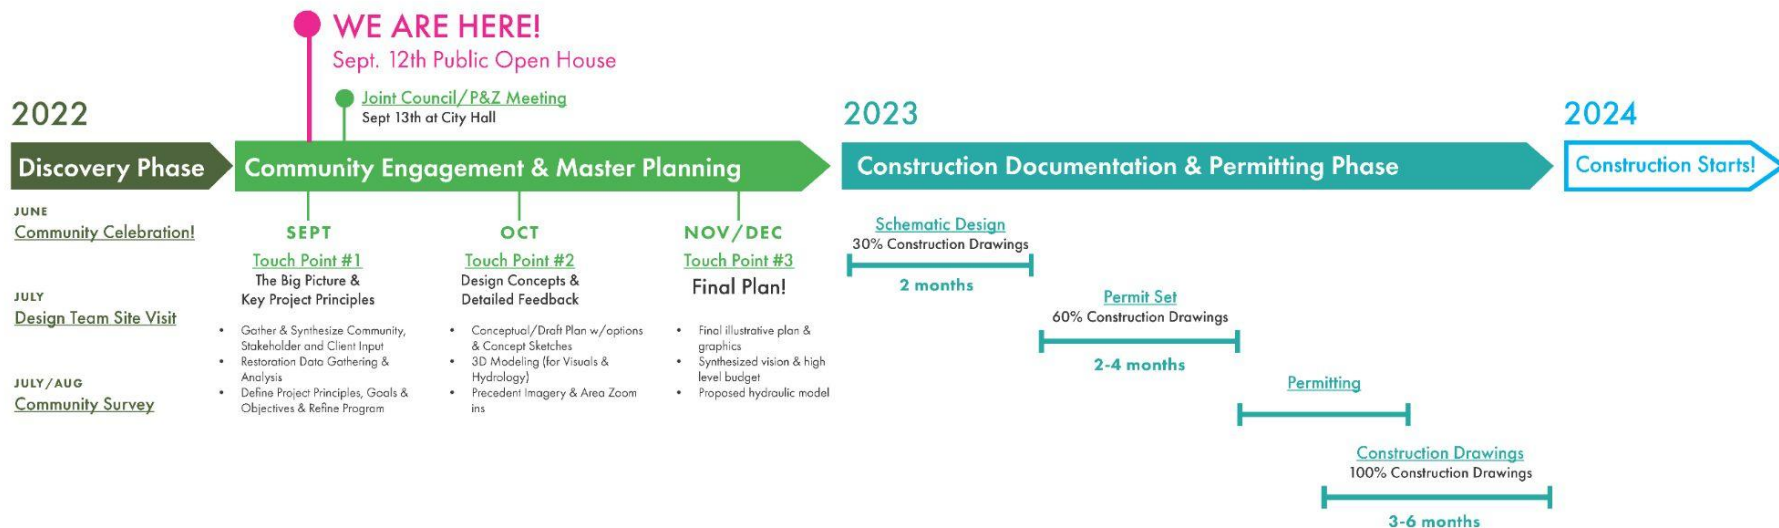 WE ARE HERE!
Sept. 12th Public Open House
Joint Council/P&Z Meeting
Sept 13th at City Hall
2022
2023
2024
Discovery Phase
Community Engagement & Master Planning
Construction Documentation & Permitting Phase
Construction Starts!
JUNE
Community Celebration!
JULY
Design Team Site Visit
JULY/AUG
Community Survey
SEPT
Touch Point #1
The Big Picture &
Key Project Principles
• Gather & Synthesize Community,
Stakeholder and Client Input
• Restoration Data Gathering &
Analysis
• Define Project Principles, Goals &
Objectives & Refine Program
OCT
Touch Point #2
Design Concepts &
Detailed Feedback
• Conceptual/Draft Plan w/options
& Concept Sketches
• 3D Modeling (for Visuals &
Hydrology)
• Precedent Imagery & Area Zoom
ins
NOV/DEC
Touch Point #3
Final Plan!
• Final illustrative plan &
graphics
• Synthesized vision & high
level budget
• Proposed hydraulic model
Schematic Design
30% Construction Drawings
2 months
Permit Set
60% Construction Drawings
2-4 months
Permitting
Construction Drawings
100% Construction Drawings
3-6 months